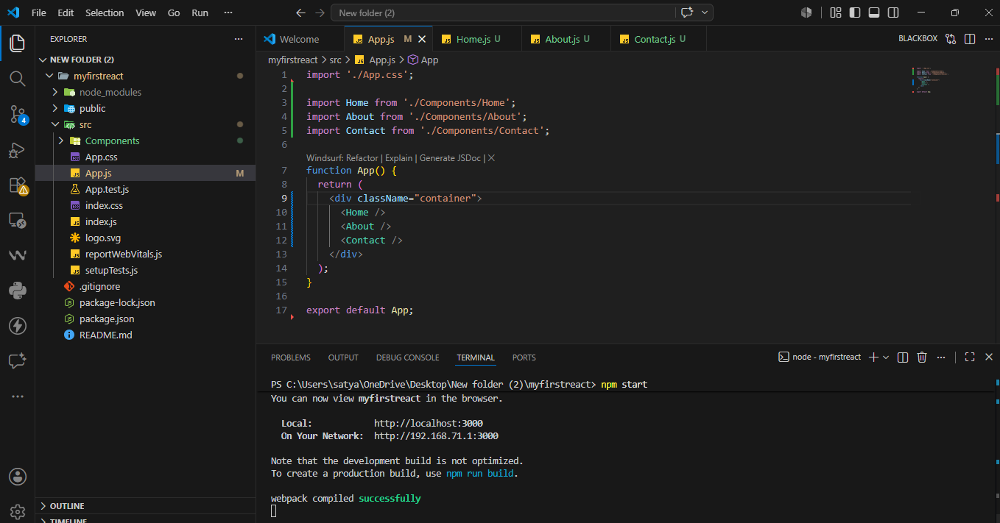 File Edit Selection View Go Run ···
New folder (2)
EXPLORER ···
NEW FOLDER (2)
myfirstreact
node_modules
public
src
Components
App.css
App.js M
App.test.js
index.css
index.js
logo.svg
reportWebVitals.js
setupTests.js
.gitignore
package-lock.json
package.json
README.md
OUTLINE
TIMELINE
4
Welcome App.js M Home.js U About.js U Contact.js U BLACKBOX ···
myfirstreact > src > App.js > App
1 import './App.css';
2
3 import Home from './Components/Home';
4 import About from './Components/About';
5 import Contact from './Components/Contact';
6
Windsurf: Refactor | Explain | Generate JSDoc | X
7 function App() {
8 return (
9 <div className="container">
10 <Home />
11 <About />
12 <Contact />
13 </div>
14 );
15 }
16
17 export default App;
PROBLEMS OUTPUT DEBUG CONSOLE TERMINAL PORTS node - myfirstreact ···
PS C:\Users\satya\OneDrive\Desktop\New folder (2)\myfirstreact> npm start
You can now view myfirstreact in the browser.
Local: http://localhost:3000
On Your Network: http://192.168.71.1:3000
Note that the development build is not optimized.
To create a production build, use npm run build.
webpack compiled successfully